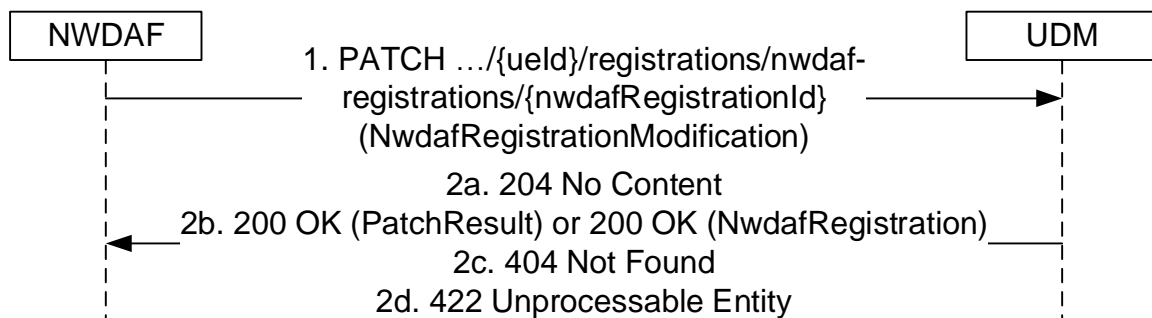 NWDAF
UDM
1. PATCH …/{ueId}/registrations/nwdaf-
registrations/{nwdafRegistrationId}
(NwdafRegistrationModification)
2a. 204 No Content
2b. 200 OK (PatchResult) or 200 OK (NwdafRegistration)
2c. 404 Not Found
2d. 422 Unprocessable Entity